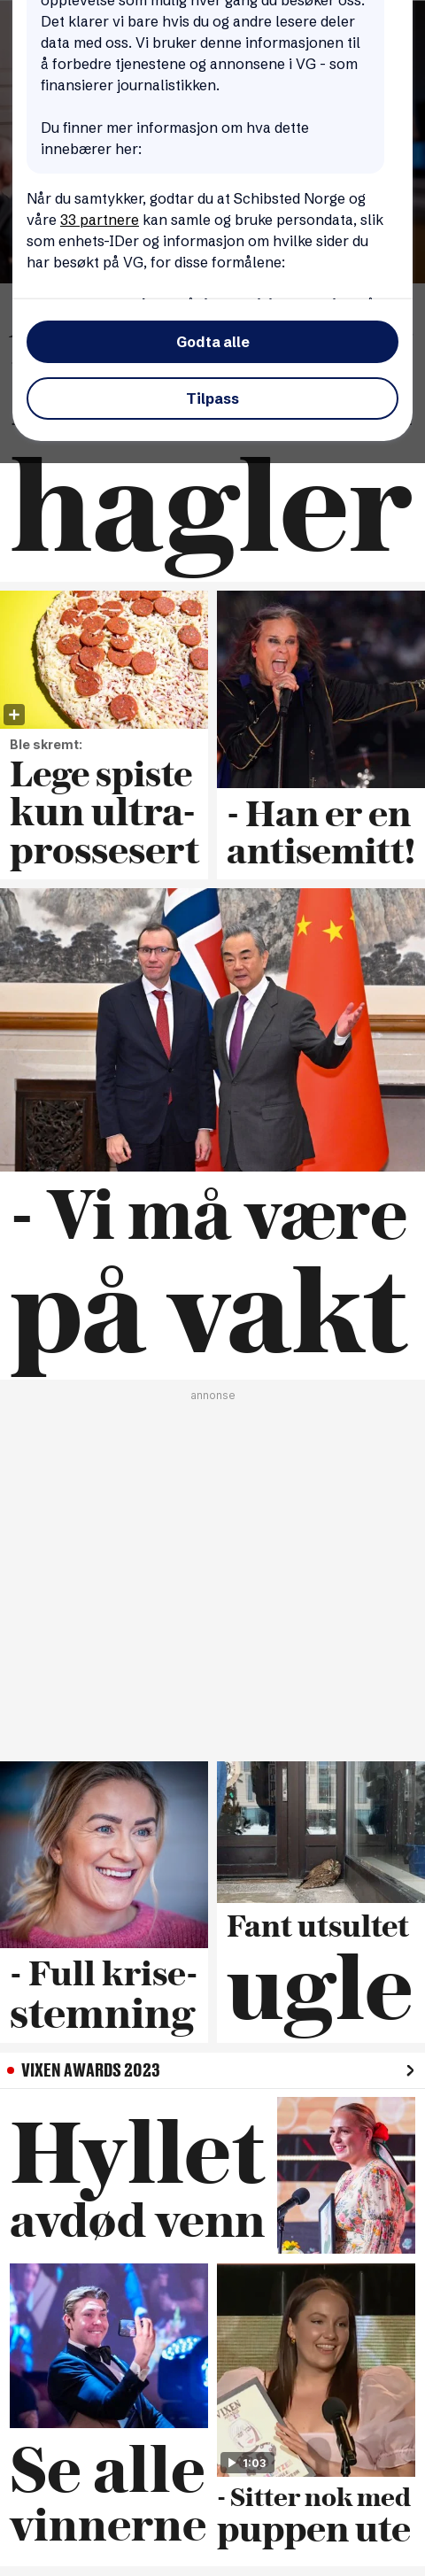 opplevelse som mulig hver gang du besøker oss.
Det klarer vi bare hvis du og andre lesere deler
data med oss. Vi bruker denne informasjonen til
å forbedre tjenestene og annonsene i VG - som
finansierer journalistikken.
Du finner mer informasjon om hva dette
innebærer her:
Når du samtykker, godtar du at Schibsted Norge og
våre 33 partnere kan samle og bruke persondata, slik
som enhets-IDer og informasjon om hvilke sider du
har besøkt på VG, for disse formålene:
Godta alle
Tilpass
hagler
Ble skremt:
Lege spiste
kun ultra-
prossesert
- Han er en
antisemitt!
- Vi må være
på vakt
annonse
- Full krise-
stemning
Fant utsultet
ugle
VIXEN AWARDS 2023
Hyllet
avdød venn
Se alle
vinnerne
VIXEN
1:03
- Sitter nok med
puppen ute